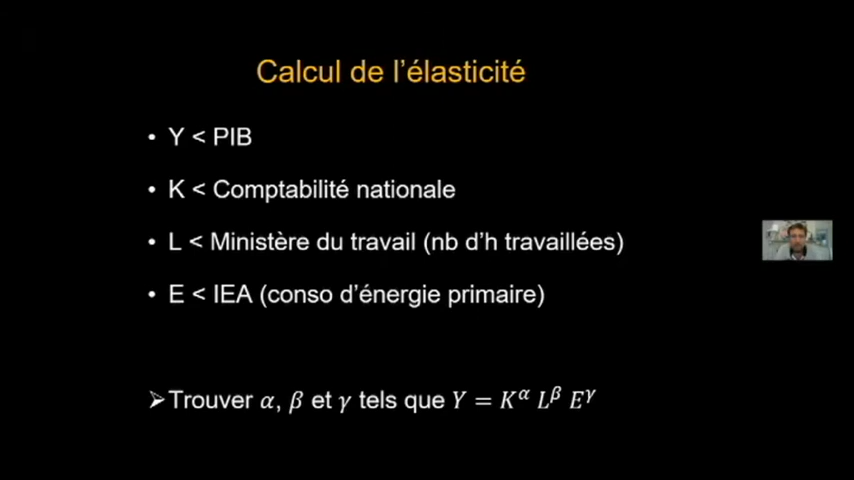 Calcul de l'élasticité
• Y < PIB
• K < Comptabilité nationale
• L < Ministère du travail (nb d'h travaillées)
• E < IEA (conso d'énergie primaire)
➢Trouver α, β et γ tels que Y = K^α L^β E^γ